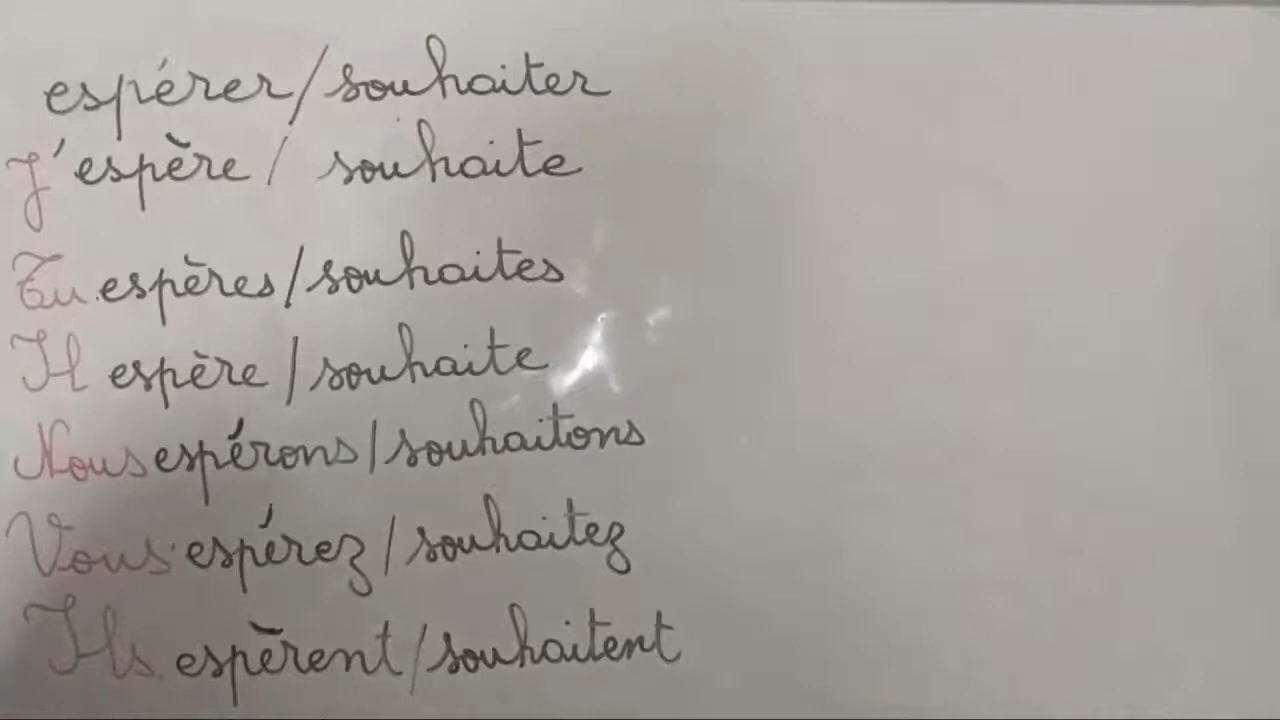 espérer/souhaiter
J'espère/ souhaite
Tu espères/souhaites
Il espère/souhaite
Nous espérons/souhaitons
Vous espérez/souhaitez
Ils espèrent/souhaitent